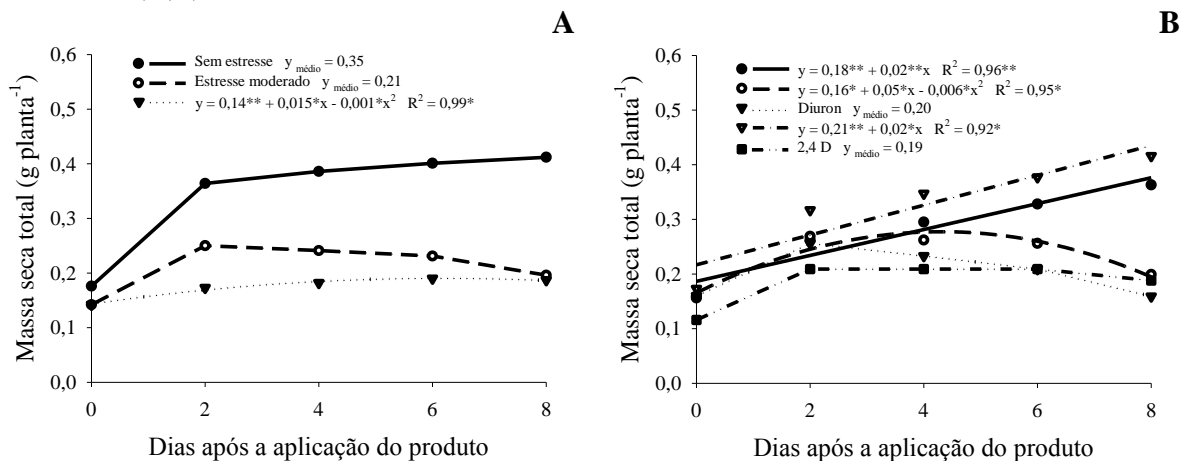 A
Massa seca total (g planta-1)
0,6
0,5
0,4
0,3
0,2
0,1
0,0
Sem estresse y médio = 0,35
Estresse moderado y médio = 0,21
y = 0,14** + 0,015*x - 0,001*x² R² = 0,99*
0 2 4 6 8
Dias após a aplicação do produto
B
Massa seca total (g planta-1)
0,6
0,5
0,4
0,3
0,2
0,1
0,0
y = 0,18** + 0,02**x R² = 0,96**
y = 0,16* + 0,05*x - 0,006*x² R² = 0,95*
Diuron y médio = 0,20
y = 0,21** + 0,02*x R² = 0,92*
2,4 D y médio = 0,19
0 2 4 6 8
Dias após a aplicação do produto